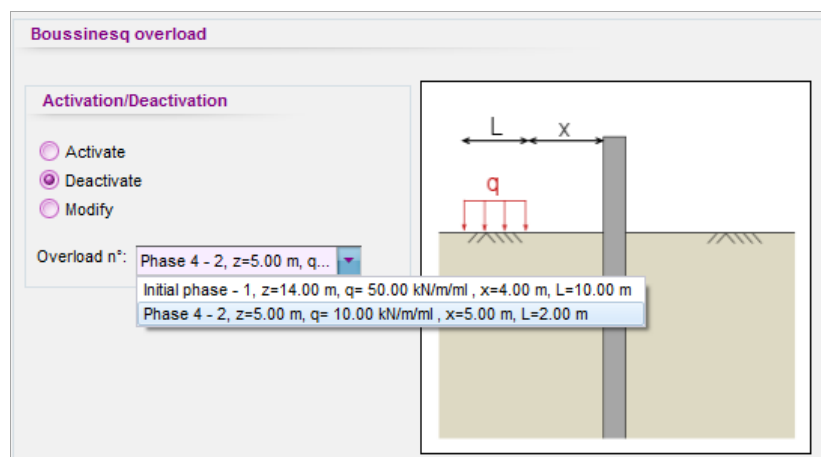 Boussinesq overload
Activation/Deactivation
Activate
Deactivate
Modify
Overload n°: Phase 4 - 2, z=5.00 m, q...
Initial phase - 1, z=14.00 m, q= 50.00 kN/m/ml , x=4.00 m, L=10.00 m
Phase 4 - 2, z=5.00 m, q= 10.00 kN/m/ml , x=5.00 m, L=2.00 m
L x
q